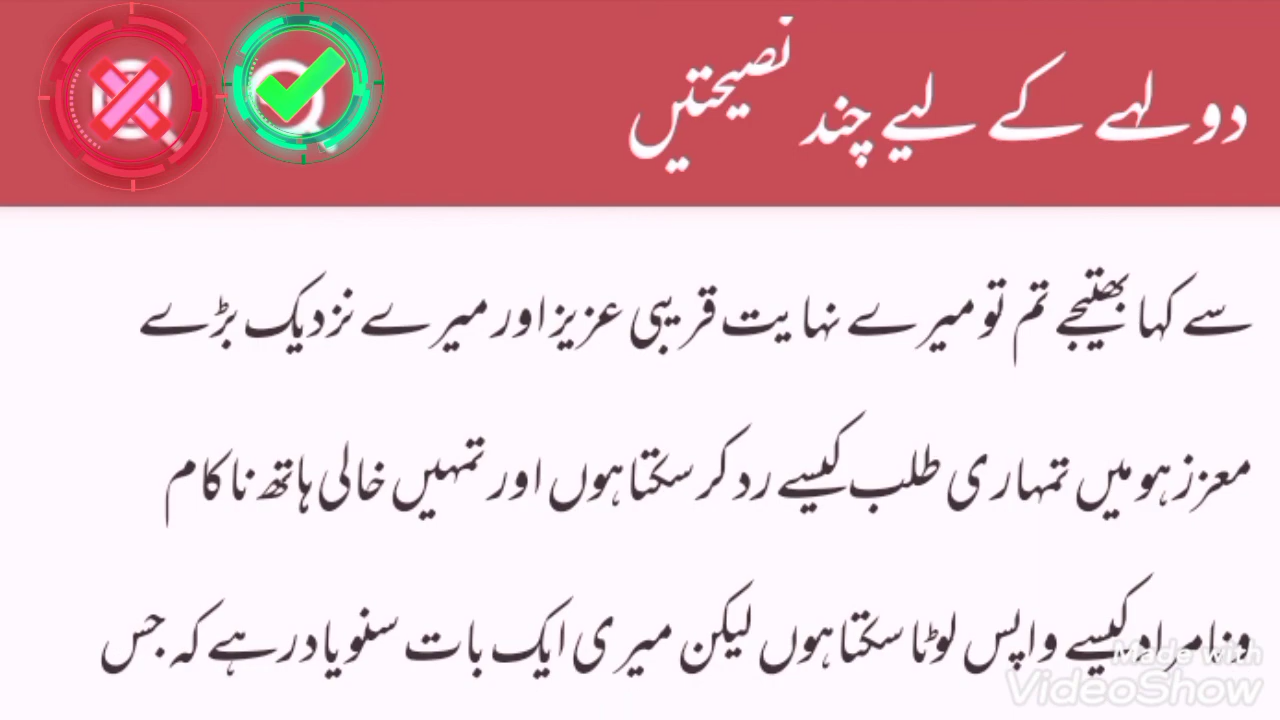 دولہے کے لیے چند نصیحتیں
سے کہا بھتیجے تم تو میرے نہایت قریبی عزیز اور میرے نزدیک بڑے
معزز ہو میں تمہاری طلب کیسے رد کر سکتا ہوں اور تمہیں خالی ہاتھ ناکام
ونامراد کیسے واپس لوٹا سکتا ہوں لیکن میری ایک بات سنو یاد رہے کہ جس
Made with
VideoShow